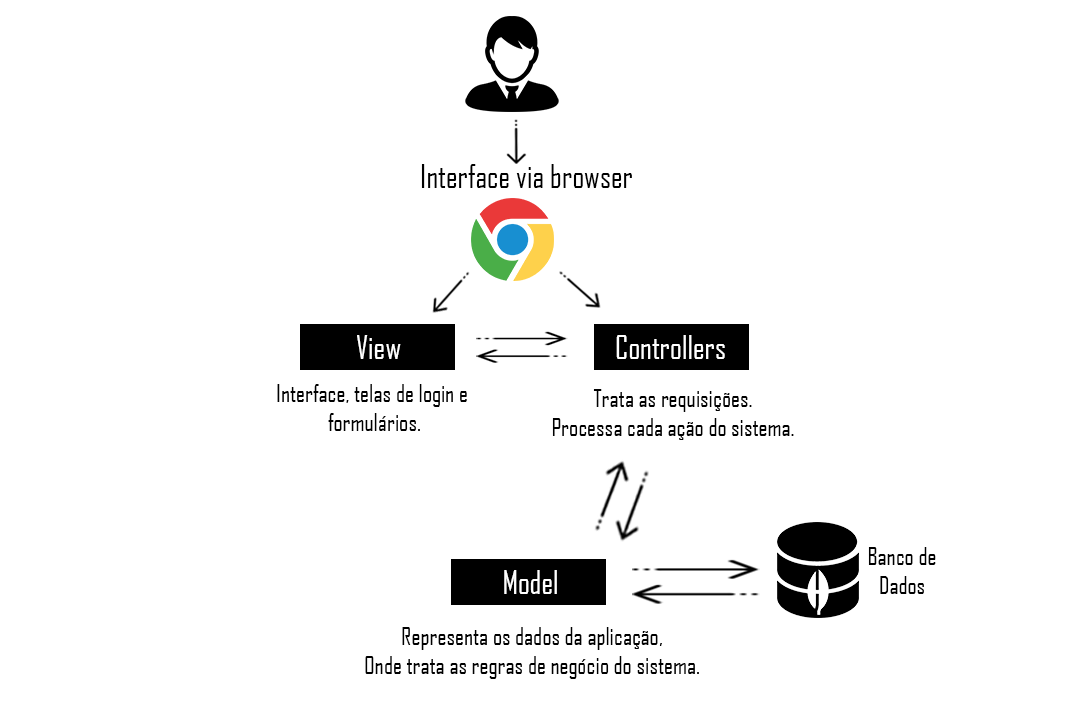 Interface via browser
View
Controllers
Interface, telas de login e
formulários.
Trata as requisições.
Processa cada ação do sistema.
Model
Banco de
Dados
Representa os dados da aplicação,
Onde trata as regras de negócio do sistema.